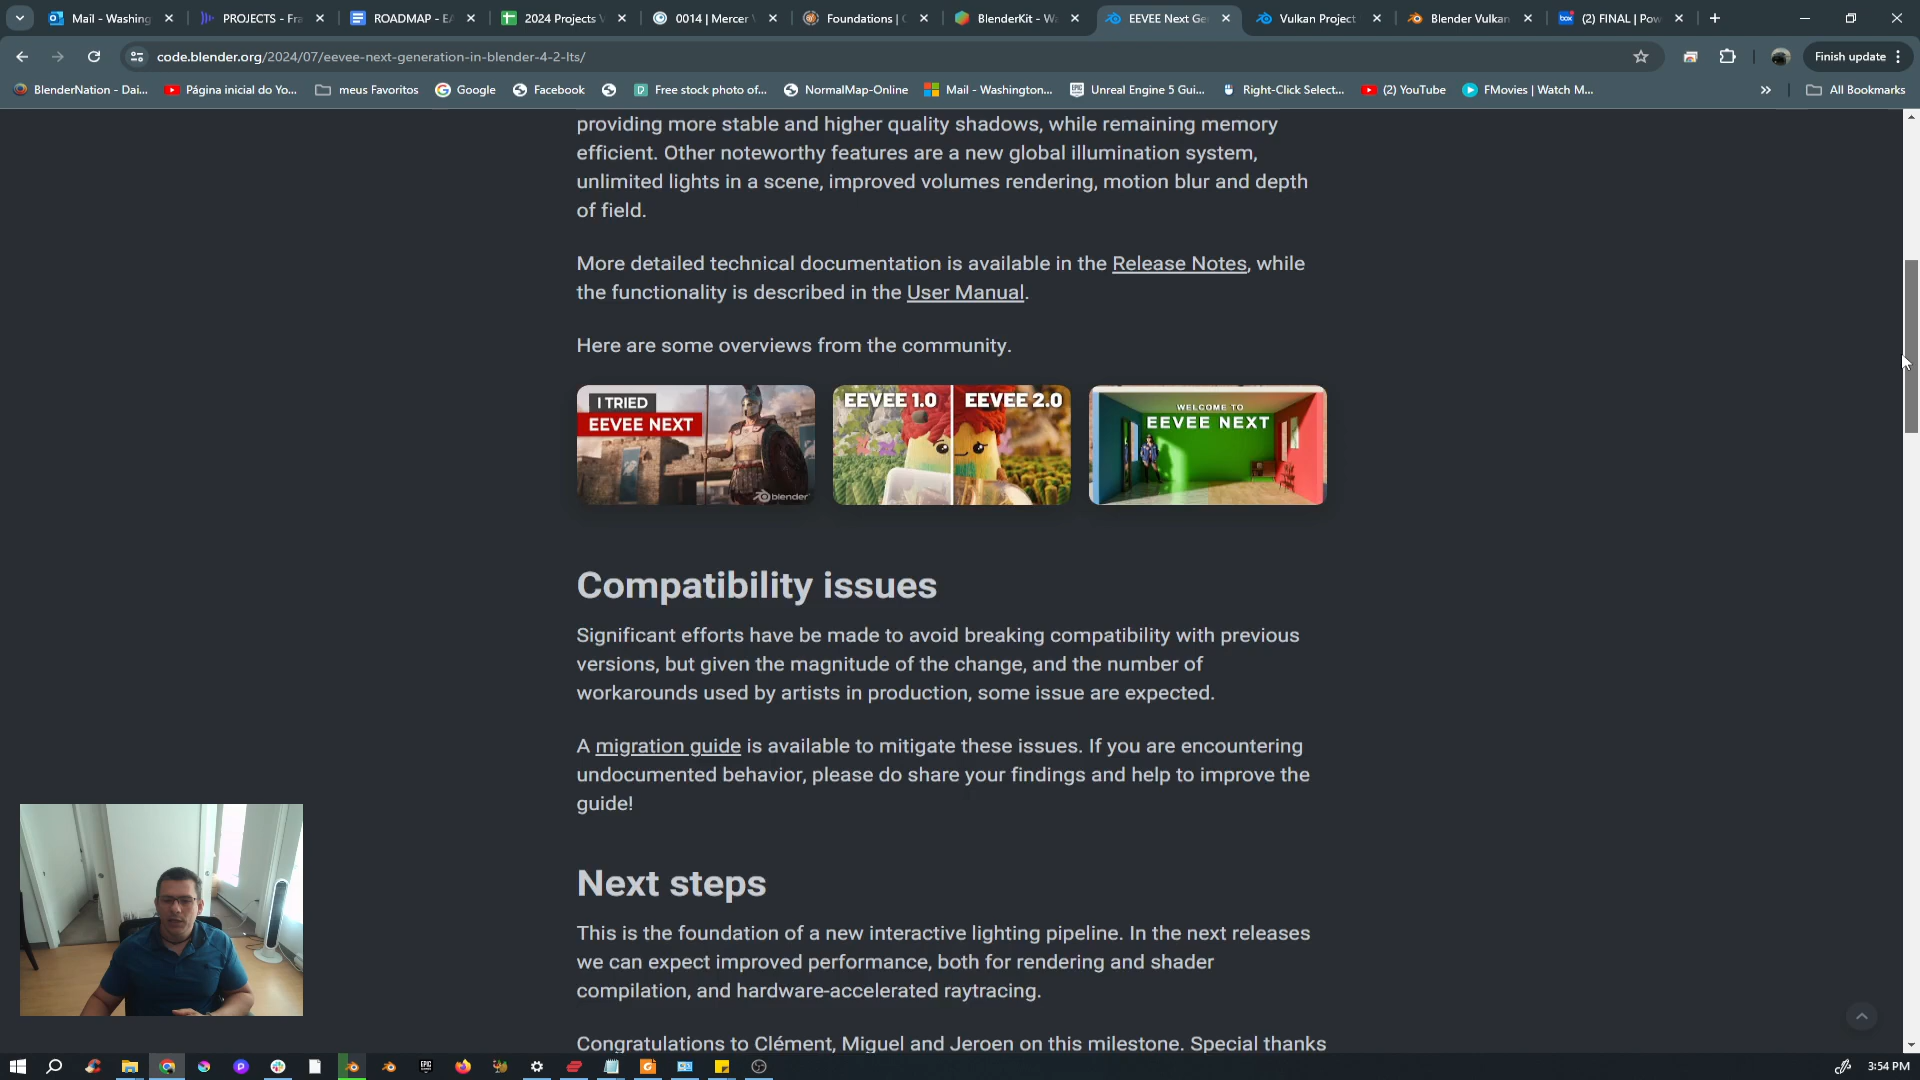 Mail - Washing
PROJECTS - Fra
ROADMAP - EA
2024 Projects V
0014 | Mercer
Foundations | C
BlenderKit - W
EEVEE Next Ge
Vulkan Project
Blender Vulkan
(2) FINAL | Pow
code.blender.org/2024/07/eevee-next-generation-in-blender-4-2-lts/
Finish update
BlenderNation - Dai...
Página inicial do Yo...
meus Favoritos
Google
Facebook
Free stock photo of...
NormalMap-Online
Mail - Washington...
Unreal Engine 5 Gui...
Right-Click Select...
(2) YouTube
FMovies | Watch M...
All Bookmarks
providing more stable and higher quality shadows, while remaining memory
efficient. Other noteworthy features are a new global illumination system,
unlimited lights in a scene, improved volumes rendering, motion blur and depth
of field.
More detailed technical documentation is available in the Release Notes, while
the functionality is described in the User Manual.
Here are some overviews from the community.
I TRIED
EEVEE NEXT
blender
EEVEE 1.0
EEVEE 2.0
WELCOME TO
EEVEE NEXT
Compatibility issues
Significant efforts have be made to avoid breaking compatibility with previous
versions, but given the magnitude of the change, and the number of
workarounds used by artists in production, some issue are expected.
A migration guide is available to mitigate these issues. If you are encountering
undocumented behavior, please do share your findings and help to improve the
guide!
Next steps
This is the foundation of a new interactive lighting pipeline. In the next releases
we can expect improved performance, both for rendering and shader
compilation, and hardware-accelerated raytracing.
Congratulations to Clément, Miguel and Jeroen on this milestone. Special thanks
3:54 PM